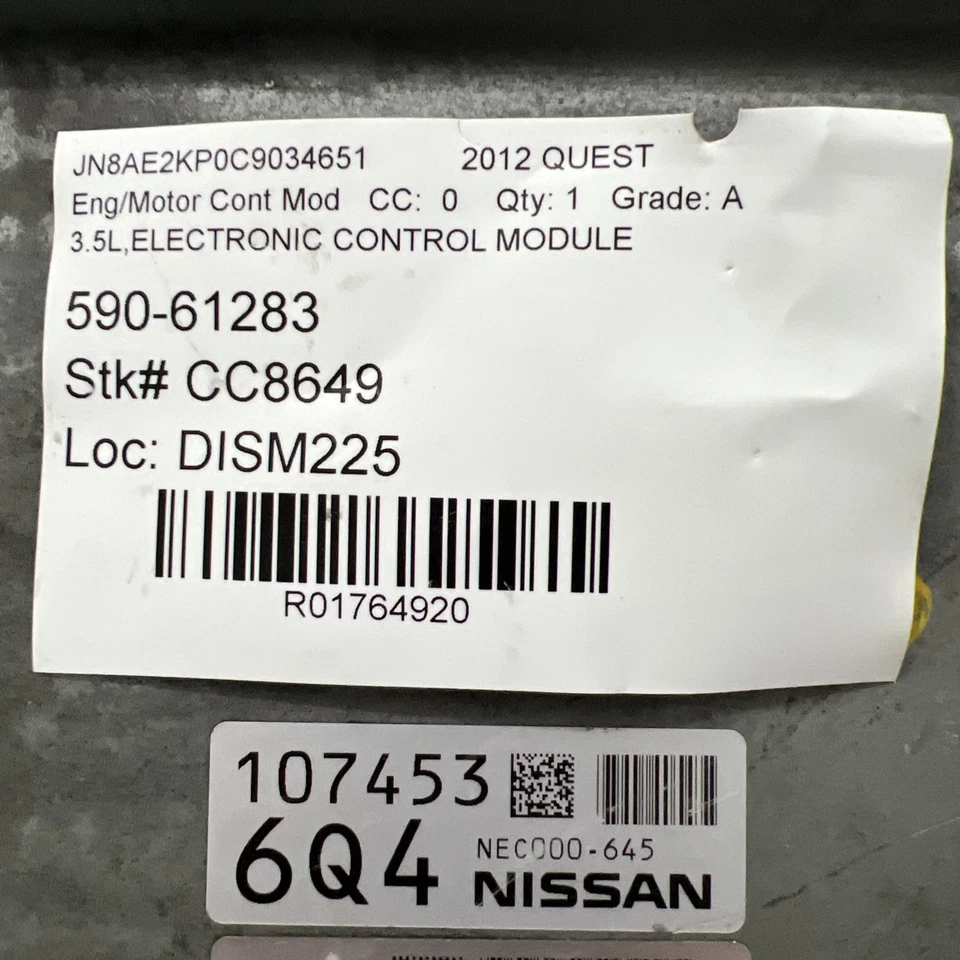 JN8AE2KP0C9034651 2012 QUEST
Eng/Motor Cont Mod CC: 0 Qty: 1 Grade: A
3.5L,ELECTRONIC CONTROL MODULE
590-61283
Stk# CC8649
Loc: DISM225
R01764920
107453
6Q4 NEC000-645
NISSAN